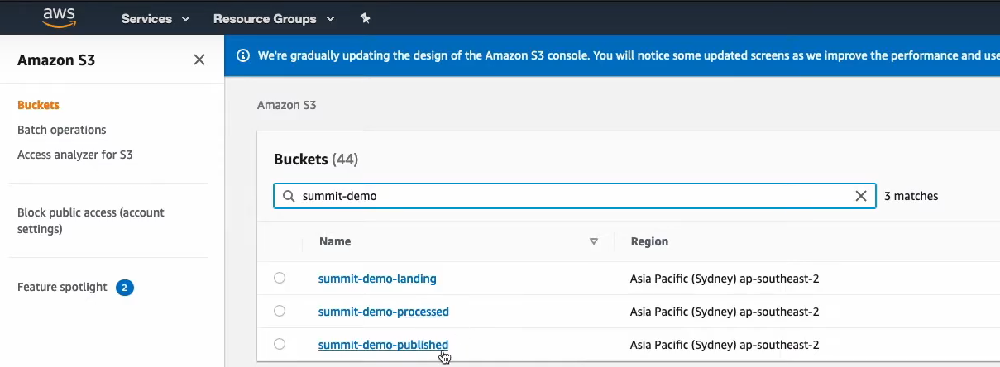 aws Services Resource Groups
Amazon S3
We're gradually updating the design of the Amazon S3 console. You will notice some updated screens as we improve the performance and
Buckets
Batch operations
Access analyzer for S3
Block public access (account
settings)
Feature spotlight 2
Amazon S3
Buckets (44)
summit-demo 3 matches
Name Region
summit-demo-landing Asia Pacific (Sydney) ap-southeast-2
summit-demo-processed Asia Pacific (Sydney) ap-southeast-2
summit-demo-published Asia Pacific (Sydney) ap-southeast-2